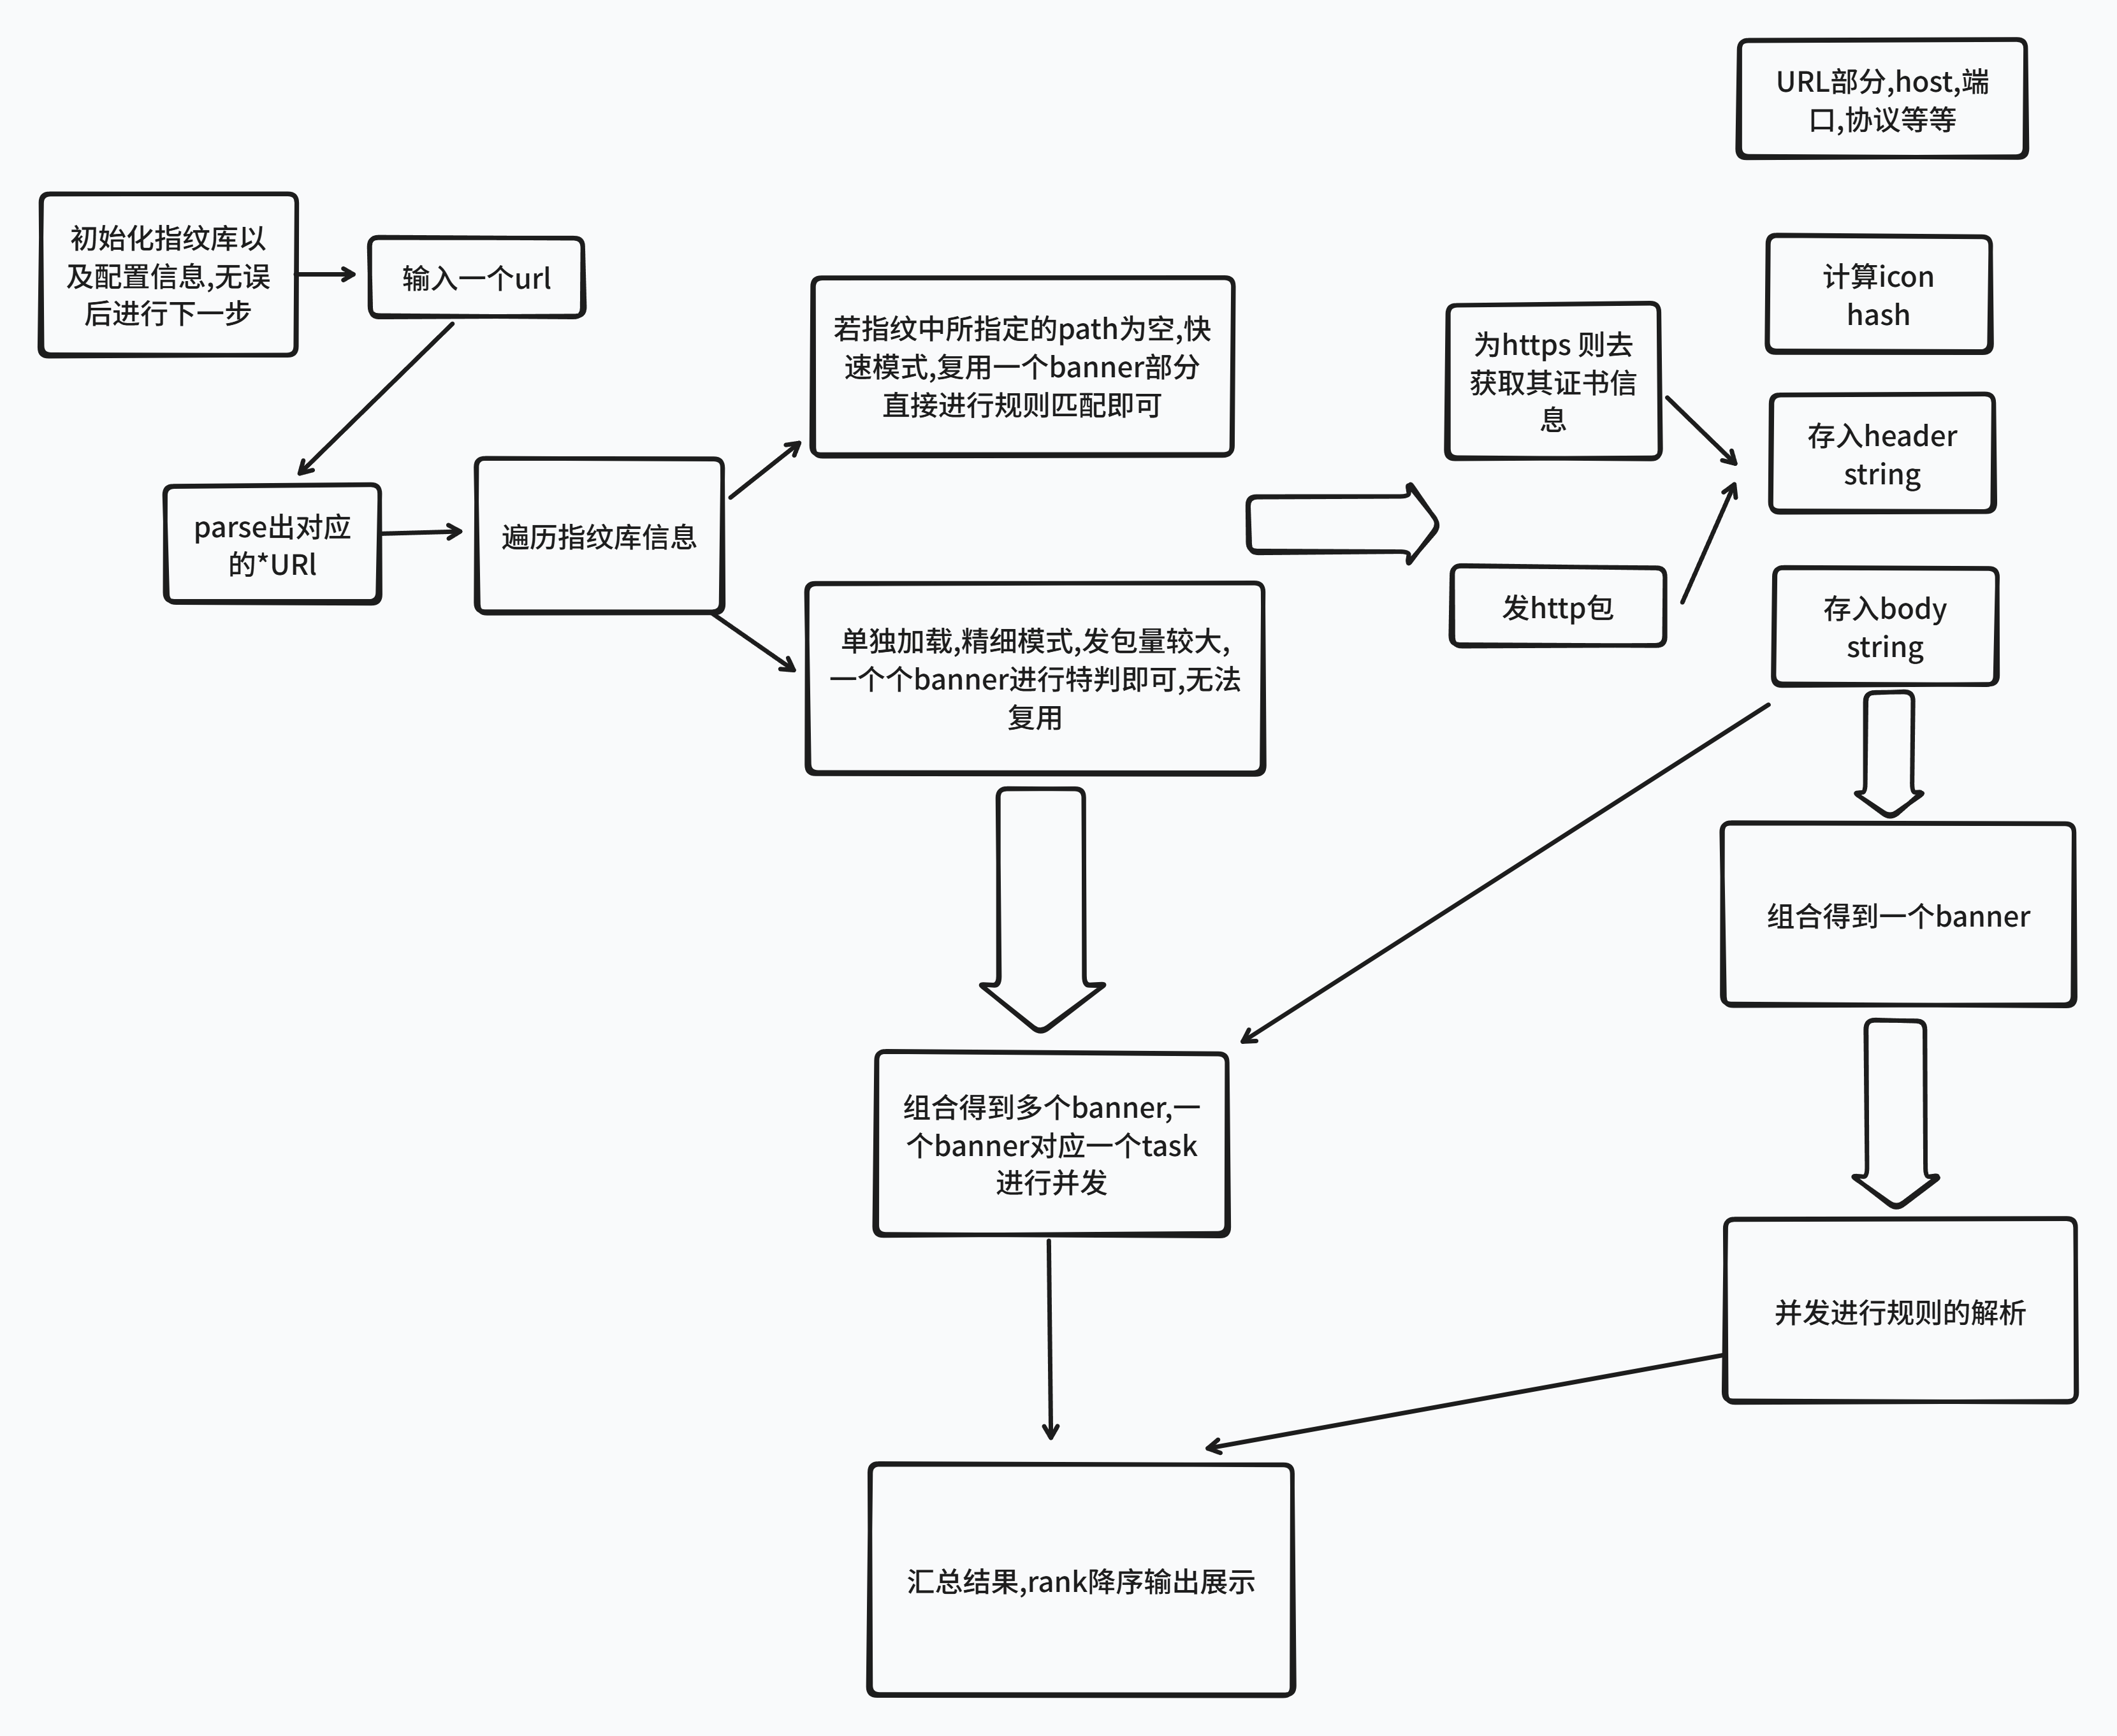 URL部分,host,端
口,协议等等
初始化指纹库以
及配置信息,无误
后进行下一步
输入一个url
计算icon
hash
若指纹中所指定的path为空,快
速模式,复用一个banner部分
直接进行规则匹配即可
为https 则去
获取其证书信
息
存入header
string
parse出对应
的*URl
遍历指纹库信息
单独加载,精细模式,发包量较大,
一个个banner进行特判即可,无法
复用
发http包
存入body
string
组合得到一个banner
组合得到多个banner,一
个banner对应一个task
进行并发
并发进行规则的解析
汇总结果,rank降序输出展示